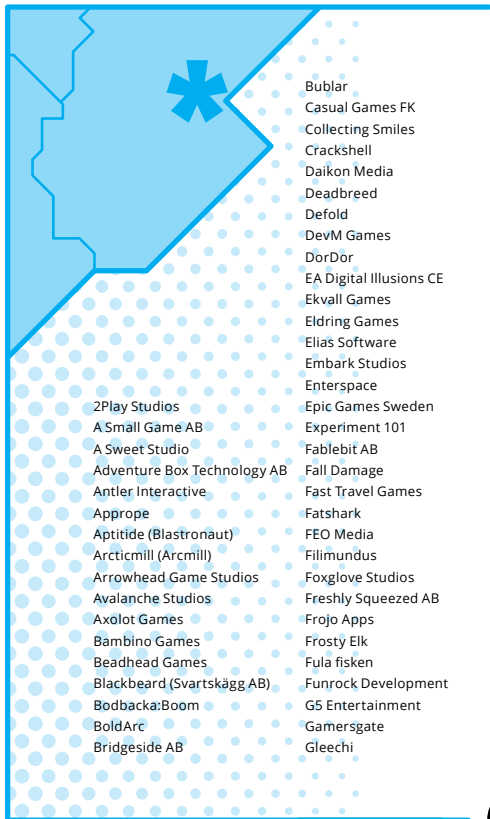 2Play Studios
A Small Game AB
A Sweet Studio
Adventure Box Technology AB
Antler Interactive
Apprope
Aptitide (Blastronaut)
Arcticmill (Arcmill)
Arrowhead Game Studios
Avalanche Studios
Axolot Games
Bambino Games
Beadhead Games
Blackbeard (Svartskägg AB)
Bodbacka:Boom
BoldArc
Bridgeside AB
Bublar
Casual Games FK
Collecting Smiles
Crackshell
Daikon Media
Deadbreed
Defold
DevM Games
DorDor
EA Digital Illusions CE
Ekvall Games
Eldring Games
Elias Software
Embark Studios
Enterspace
Epic Games Sweden
Experiment 101
Fablebit AB
Fall Damage
Fast Travel Games
Fatshark
FEO Media
Filimundus
Foxglove Studios
Freshly Squeezed AB
Frojo Apps
Frosty Elk
Fula fisken
Funrock Development
G5 Entertainment
Gamersgate
Gleechi